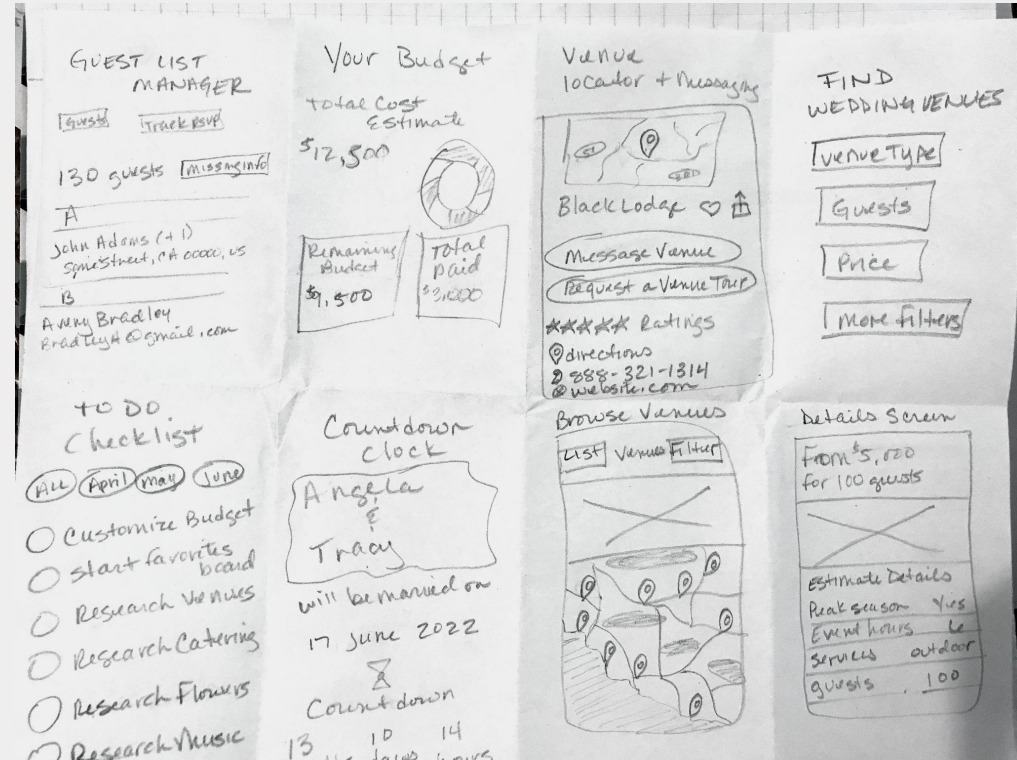 GUEST LIST
MANAGER
Guests Track RSVP
130 guests missing info
A
John Adams (+1)
Some Street, CA 00000, US
B
Avery Bradley
BradleyA@gmail.com
Your Budget
Total Cost
Estimate
$12,500
Remaining
Budget
$9,500
Total
paid
$3,000
Venue
locator + messaging
Black Lodge
Message Venue
Request a Venue Tour
Ratings
directions
888-321-1314
website.com
FIND
WEDDING VENUES
Venue Type
Guests
Price
More filters
TO DO
Checklist
ALL April May June
Customize Budget
Start favorites
board
Research Venues
Research Catering
Research Flowers
Research Music
Countdown
Clock
Angela
&
Tracy
will be married on
17 June 2022
Countdown
13 10 14
hours
Browse Venues
List Venues Filter
Details Screen
From $5,000
for 100 guests
Estimate Details
Peak season Yes
Event hours 6
Services outdoor
guests 100